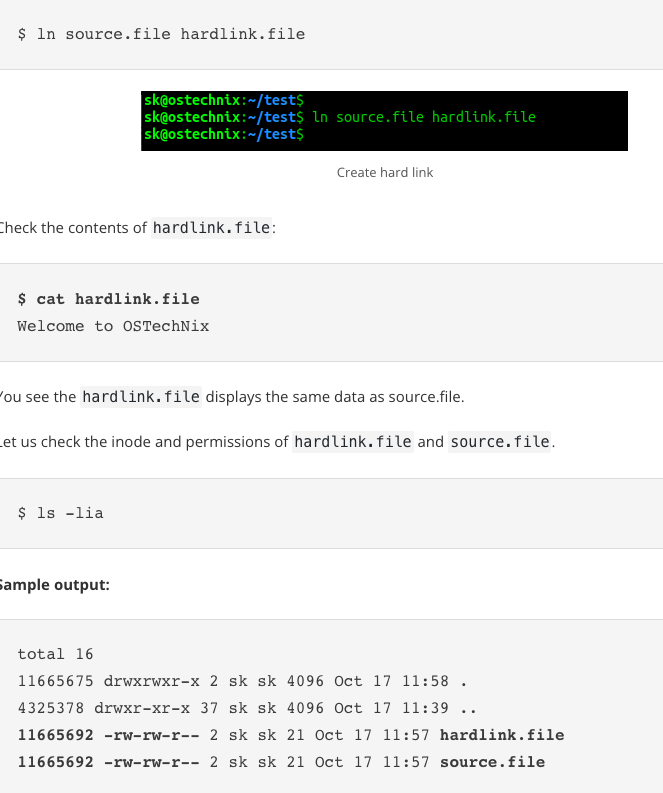 $ ln source.file hardlink.file
sk@ostechnix:~/test$
sk@ostechnix:~/test$ ln source.file hardlink.file
sk@ostechnix:~/test$
Create hard link
Check the contents of hardlink.file:
$ cat hardlink.file
Welcome to OSTechNix
You see the hardlink.file displays the same data as source.file.
Let us check the inode and permissions of hardlink.file and source.file.
$ ls -lia
Sample output:
total 16
11665675 drwxrwxr-x 2 sk sk 4096 Oct 17 11:58 .
4325378 drwxr-xr-x 37 sk sk 4096 Oct 17 11:39 ..
11665692 -rw-rw-r-- 2 sk sk 21 Oct 17 11:57 hardlink.file
11665692 -rw-rw-r-- 2 sk sk 21 Oct 17 11:57 source.file